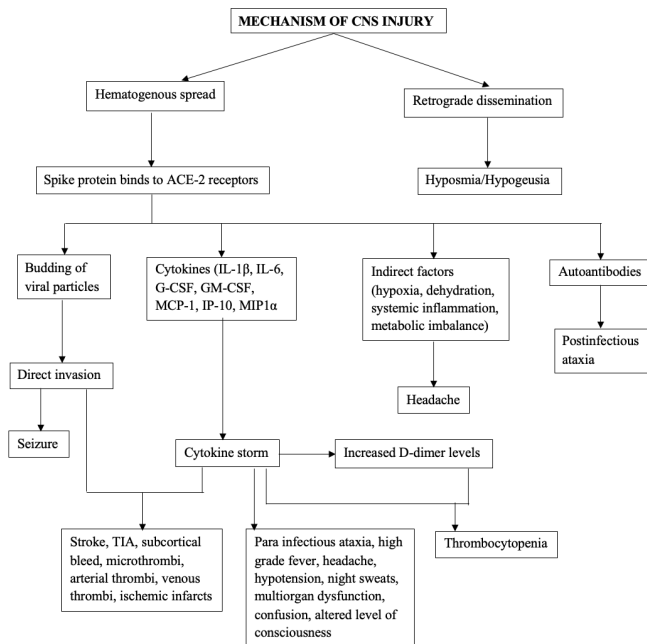 MECHANISM OF CNS INJURY
Hematogenous spread
Retrograde dissemination
Spike protein binds to ACE-2 receptors
Hyposmia/Hypogeusia
Budding of
viral particles
Cytokines (IL-1β, IL-6,
G-CSF, GM-CSF,
MCP-1, IP-10, MIP1α
Indirect factors
(hypoxia, dehydration,
systemic inflammation,
metabolic imbalance)
Autoantibodies
Postinfectious
ataxia
Direct invasion
Headache
Seizure
Cytokine storm
Increased D-dimer levels
Stroke, TIA, subcortical
bleed, microthrombi,
arterial thrombi, venous
thrombi, ischemic infarcts
Para infectious ataxia, high
grade fever, headache,
hypotension, night sweats,
multiorgan dysfunction,
confusion, altered level of
consciousness
Thrombocytopenia